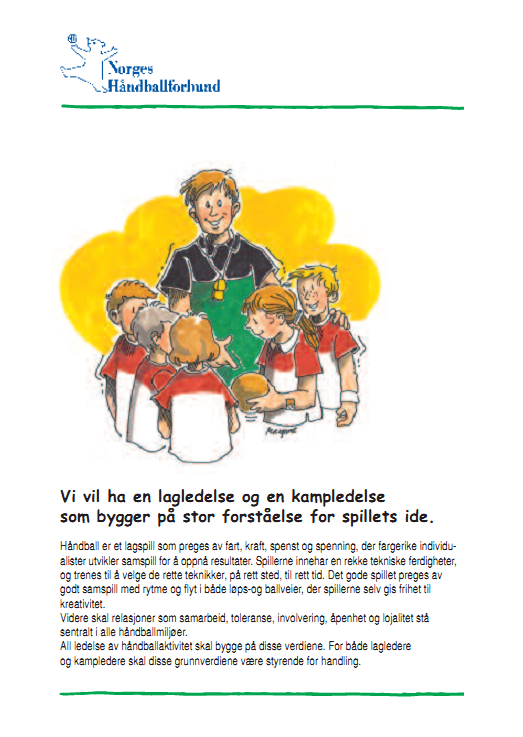 Norges
Håndballforbund
Vi vil ha en lagledelse og en kampledelse
som bygger på stor forståelse for spillets ide.
Håndball er et lagspill som preges av fart, kraft, spenst og spenning, der fargerike individu-
alister utvikler samspill for å oppnå resultater. Spillerne innehar en rekke tekniske ferdigheter,
og trenes til å velge de rette teknikker, på rett sted, til rett tid. Det gode spillet preges av
godt samspill med rytme og flyt i både løps-og ballveier, der spillerne selv gis frihet til
kreativitet.
Videre skal relasjoner som samarbeid, toleranse, involvering, åpenhet og lojalitet stå
sentralt i alle håndballmiljøer.
All ledelse av håndballaktivitet skal bygge på disse verdiene. For både lagledere
og kampledere skal disse grunnverdiene være styrende for handling.